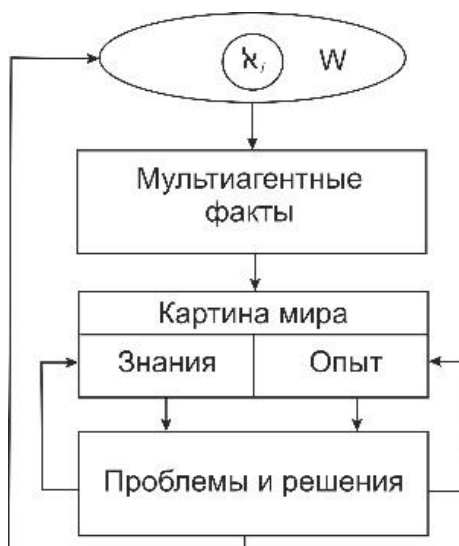 ℵᵢ W
Мультиагентные
факты
Картина мира
Знания Опыт
Проблемы и решения